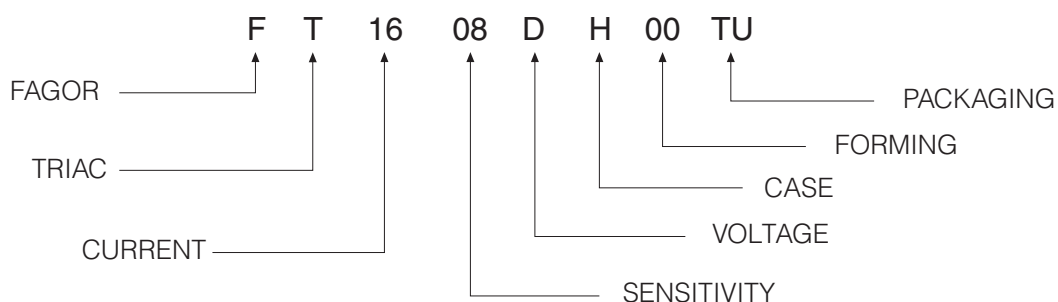 F T 16 08 D H 00 TU
FAGOR
PACKAGING
FORMING
TRIAC
CASE
VOLTAGE
CURRENT
SENSITIVITY